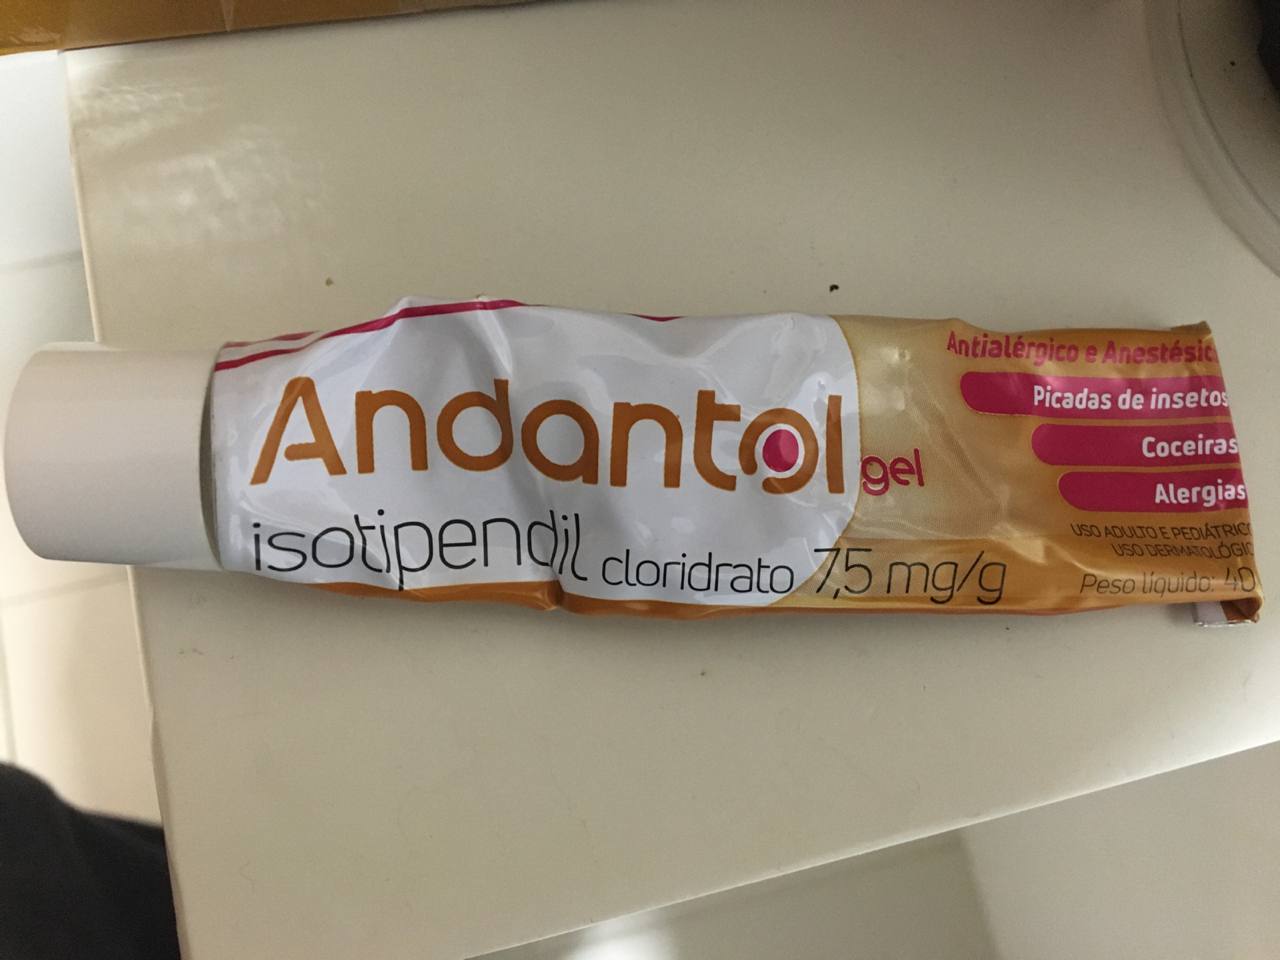 Andantol gel
isotipendil cloridrato 7,5 mg/g
Antialérgico e Anestésic
Picadas de insetos
Coceiras
Alergias
USO ADULTO E PEDIÁTRICO
USO DERMATOLÓGIC
Peso líquido: 40